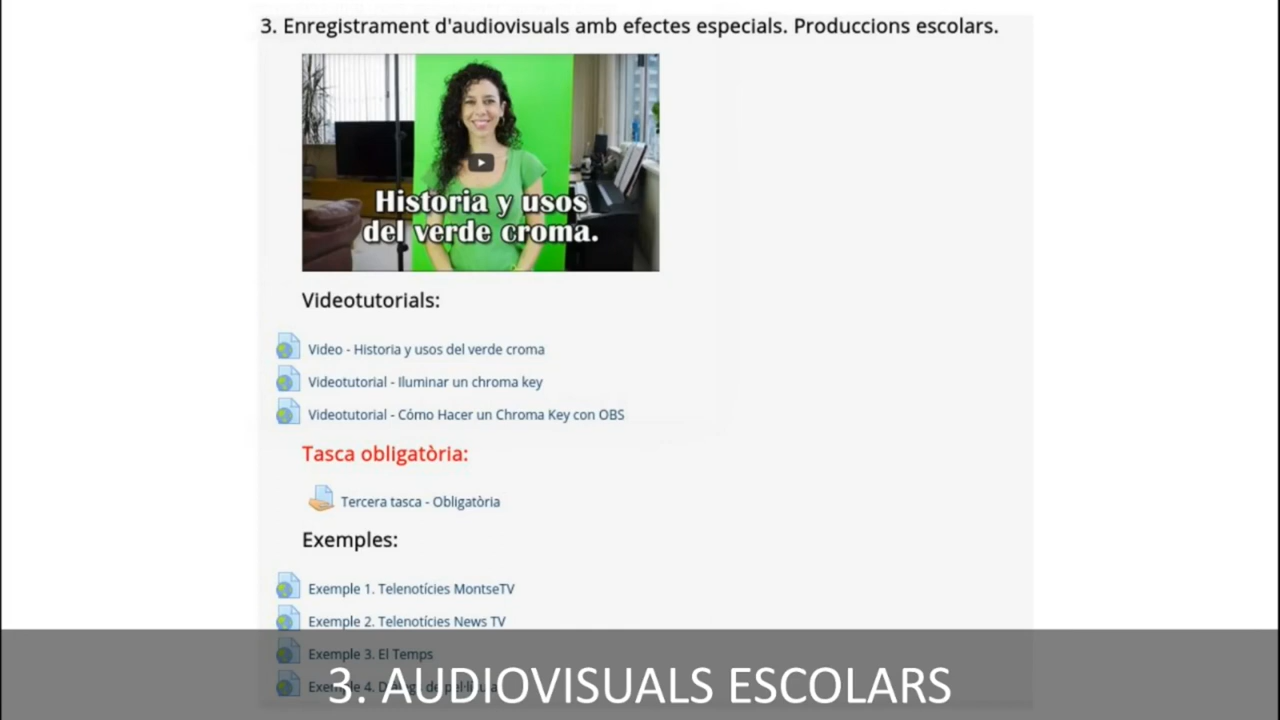 3. Enregistrament d'audiovisuals amb efectes especials. Produccions escolars.
Historia y usos
del verde croma.
Videotutorials:
Video - Historia y usos del verde croma
Videotutorial - Iluminar un chroma key
Videotutorial - Cómo Hacer un Chroma Key con OBS
Tasca obligatòria:
Tercera tasca - Obligatòria
Exemples:
Exemple 1. Telenotícies MontseTV
Exemple 2. Telenotícies News TV
Exemple 3. El Temps
Exemple 4.
3. AUDIOVISUALS ESCOLARS